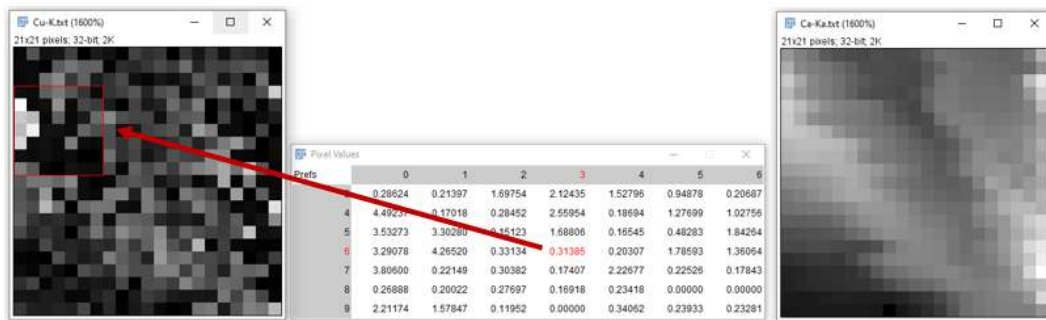 Cu-K.txt (1600%)
21x21 pixels; 32-bit; 2K
Ca-Ka.txt (1600%)
21x21 pixels; 32-bit; 2K
Pixel Values
Prefs 0 1 2 3 4 5 6
0.28624 0.21397 1.69754 2.12435 1.52795 0.94878 0.20687
4 4.49237 0.17018 0.28452 2.55954 0.18694 1.27699 1.02756
5 3.53273 3.30280 0.15123 1.68806 0.16545 0.48283 1.84264
6 3.29078 4.26520 0.33134 0.31385 0.20307 1.78593 1.36064
7 3.80600 0.22149 0.30382 0.17407 2.22677 0.22526 0.17843
8 0.26888 0.20022 0.27697 0.16918 0.23418 0.00000 0.00000
9 2.21174 1.57847 0.11952 0.00000 0.34062 0.23933 0.23281